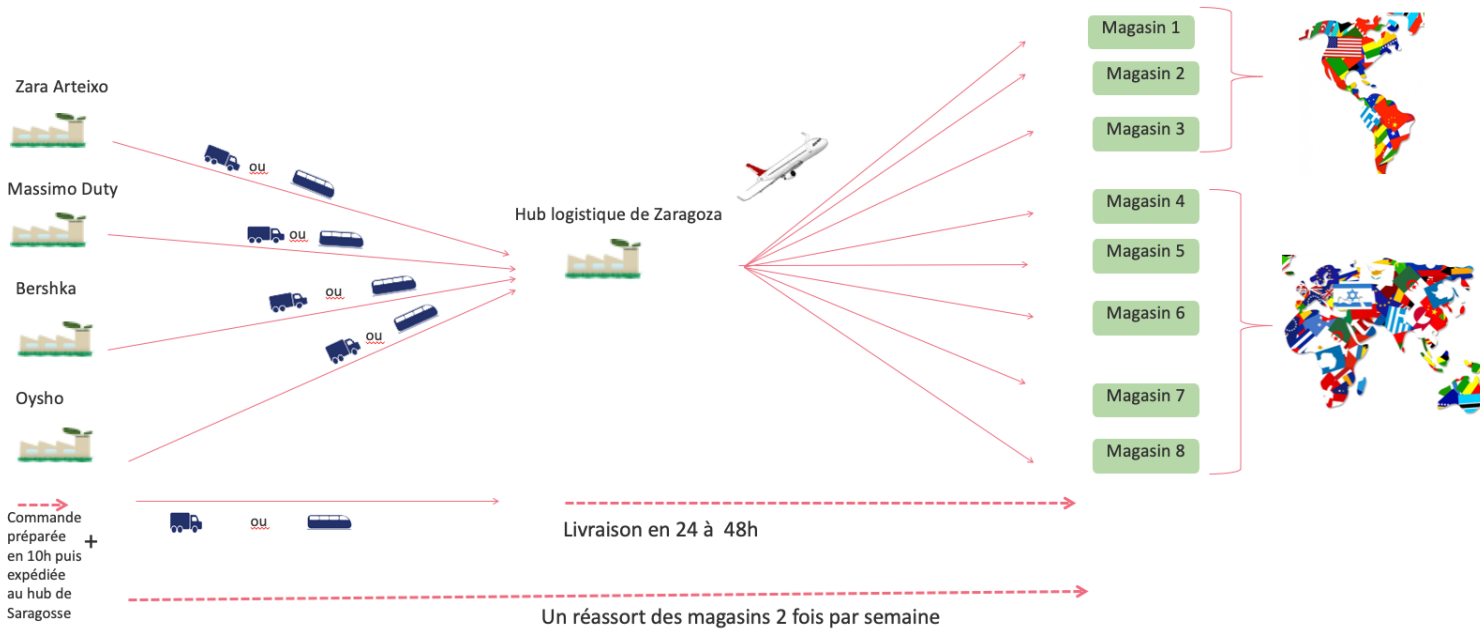 Zara Arteixo
ou
Massimo Duty
ou
Bershka
ou
ou
Oysho
Hub logistique de Zaragoza
Magasin 1
Magasin 2
Magasin 3
Magasin 4
Magasin 5
Magasin 6
Magasin 7
Magasin 8
Commande
préparée +
en 10h puis
expédiée
au hub de
Saragosse
ou
Livraison en 24 à 48h
Un réassort des magasins 2 fois par semaine